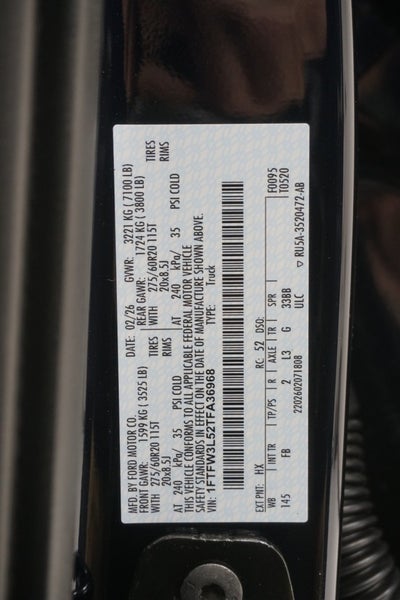 MFD. BY FORD MOTOR CO. DATE: 02/26 GVWR: 3221 KG ( 7100 LB)
FRONT GAWR: 1599 KG ( 3525 LB) REAR GAWR: 1724 KG ( 3800 LB)
WITH 275/60R20 115T TIRES WITH 275/60R20 115T TIRES
20x8.5J RIMS 20x8.5J RIMS
AT 240 kPa/ 35 PSI COLD AT 240 kPa/ 35 PSI COLD
THIS VEHICLE CONFORMS TO ALL APPLICABLE FEDERAL MOTOR VEHICLE
SAFETY STANDARDS IN EFFECT ON THE DATE OF MANUFACTURE SHOWN ABOVE.
VIN: 1FTFW3L52TFA36968 TYPE: Truck
F0095
T0520
EXT PNT: HX RC: 52 DSO:
WB INT TR TP/PS R AXLE TR SPR
145 FB 2 L3 G 33BB
ULC
2202602071808 ▽ RU5A-3520472-AB